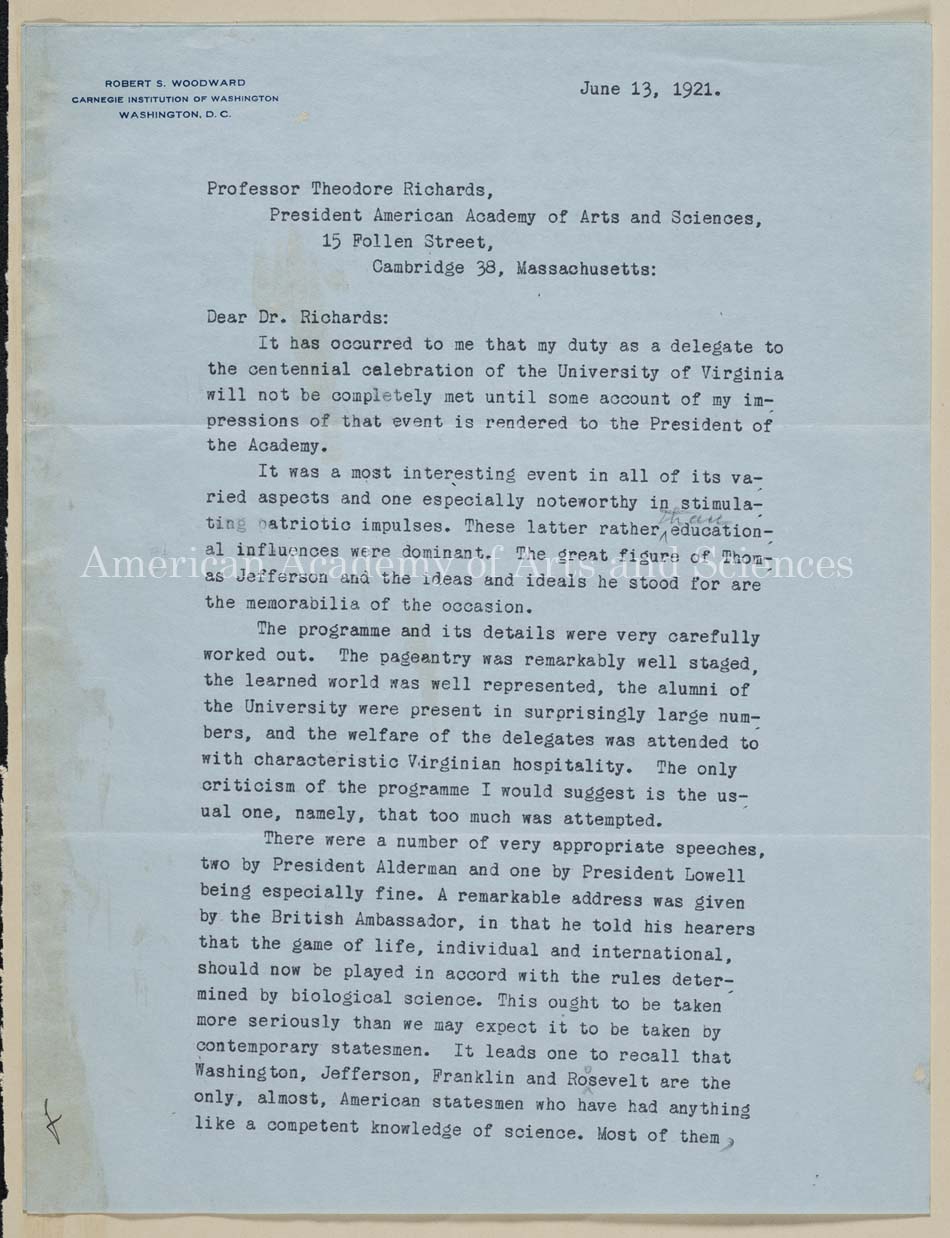 ROBERT S. WOODWARD
CARNEGIE INSTITUTION OF WASHINGTON
WASHINGTON, D. C.
June 13, 1921.
Professor Theodore Richards,
President American Academy of Arts and Sciences,
15 Follen Street,
Cambridge 38, Massachusetts:
Dear Dr. Richards:
It has occurred to me that my duty as a delegate to
the centennial celebration of the University of Virginia
will not be completely met until some account of my im-
pressions of that event is rendered to the President of
the Academy.
It was a most interesting event in all of its va-
ried aspects and one especially noteworthy in stimula-
than
ting patriotic impulses. These latter rather education-
al influences were dominant. The great figure of Thom-
American Academy of Arts and Sciences
as Jefferson and the ideas and ideals he stood for are
the memorabilia of the occasion.
The programme and its details were very carefully
worked out. The pageantry was remarkably well staged,
the learned world was well represented, the alumni of
the University were present in surprisingly large num-
bers, and the welfare of the delegates was attended to
with characteristic Virginian hospitality. The only
criticism of the programme I would suggest is the us-
ual one, namely, that too much was attempted.
There were a number of very appropriate speeches,
two by President Alderman and one by President Lowell
being especially fine. A remarkable address was given
by the British Ambassador, in that he told his hearers
that the game of life, individual and international,
should now be played in accord with the rules deter-
mined by biological science. This ought to be taken
more seriously than we may expect it to be taken by
contemporary statesmen. It leads one to recall that
o
Washington, Jefferson, Franklin and Rosevelt are the
only, almost, American statesmen who have had anything
like a competent knowledge of science. Most of them,